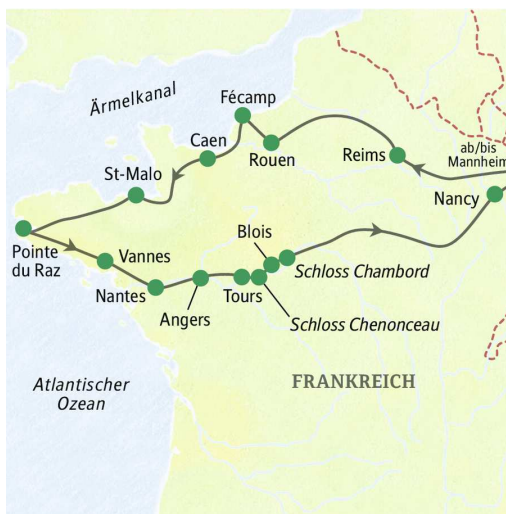 Ärmelkanal
Fécamp
Caen
Rouen
Reims
ab/bis
Mannheim
St-Malo
Nancy
Pointe
du Raz
Vannes
Nantes
Angers
Tours
Blois
Schloss Chambord
Schloss Chenonceau
FRANKREICH
Atlantischer
Ozean